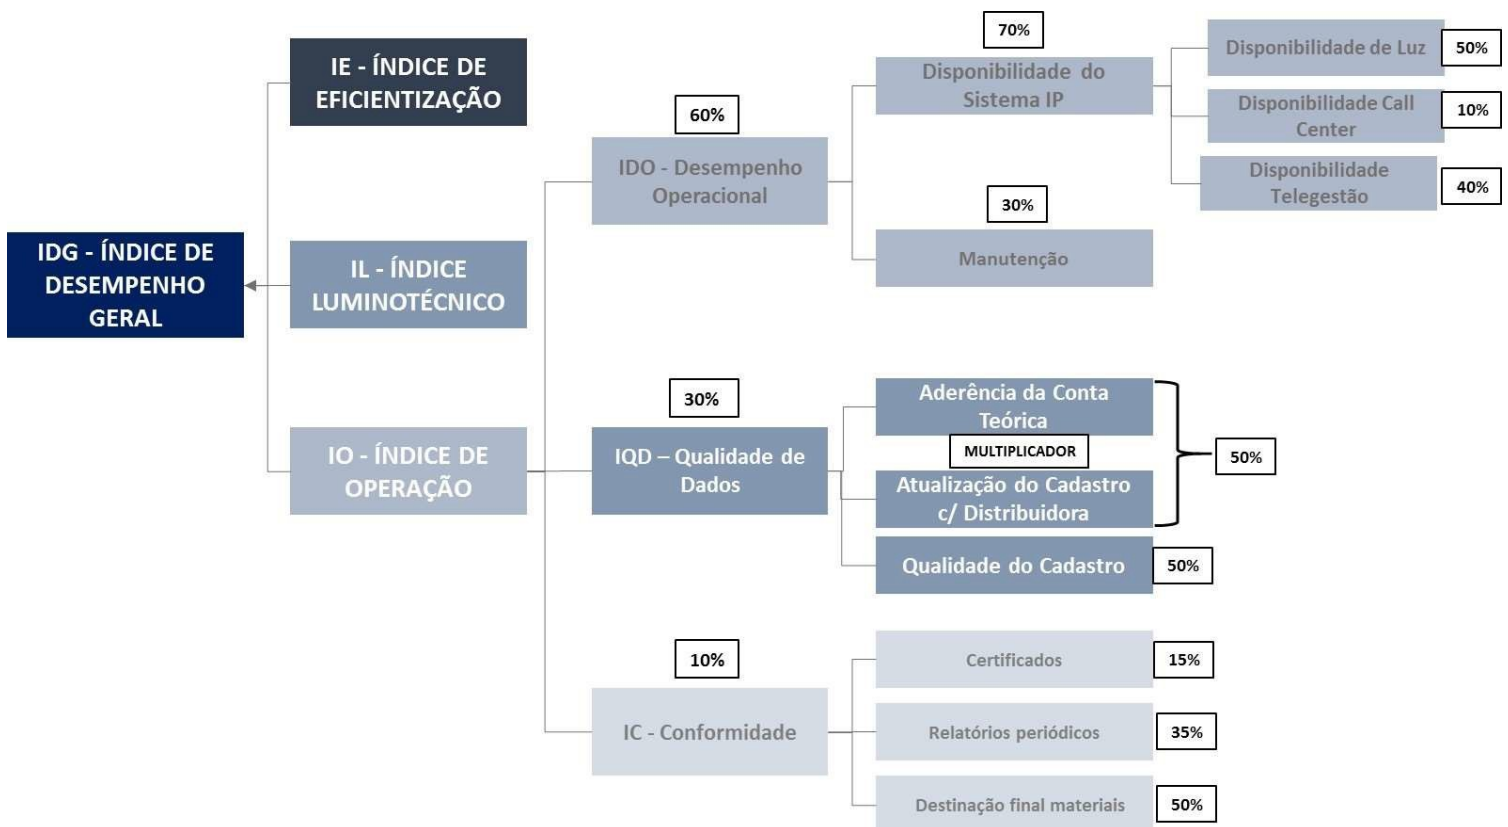 IDG - ÍNDICE DE
DESEMPENHO
GERAL
IE - ÍNDICE DE
EFICIENTIZAÇÃO
IL - ÍNDICE
LUMINOTÉCNICO
IO - ÍNDICE DE
OPERAÇÃO
60%
IDO - Desempenho
Operacional
70%
Disponibilidade do
Sistema IP
Disponibilidade de Luz
50%
Disponibilidade Call
Center
10%
Disponibilidade
Telegestão
40%
30%
Manutenção
30%
IQD – Qualidade de
Dados
Aderência da Conta
Teórica
MULTIPLICADOR
Atualização do Cadastro
c/ Distribuidora
50%
Qualidade do Cadastro
50%
10%
IC - Conformidade
Certificados
15%
Relatórios periódicos
35%
Destinação final materiais
50%